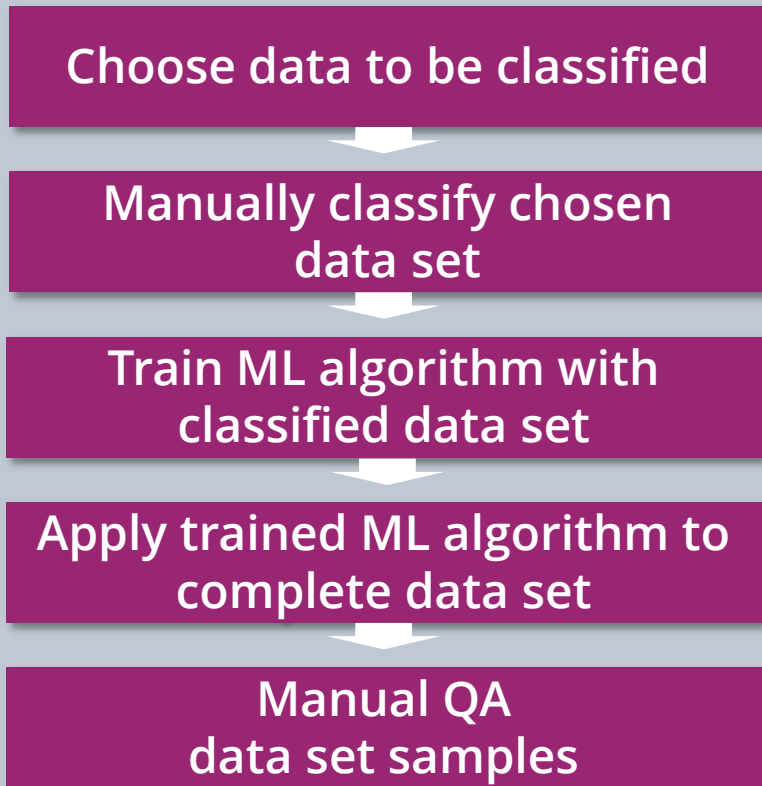 Choose data to be classified
Manually classify chosen
data set
Train ML algorithm with
classified data set
Apply trained ML algorithm to
complete data set
Manual QA
data set samples